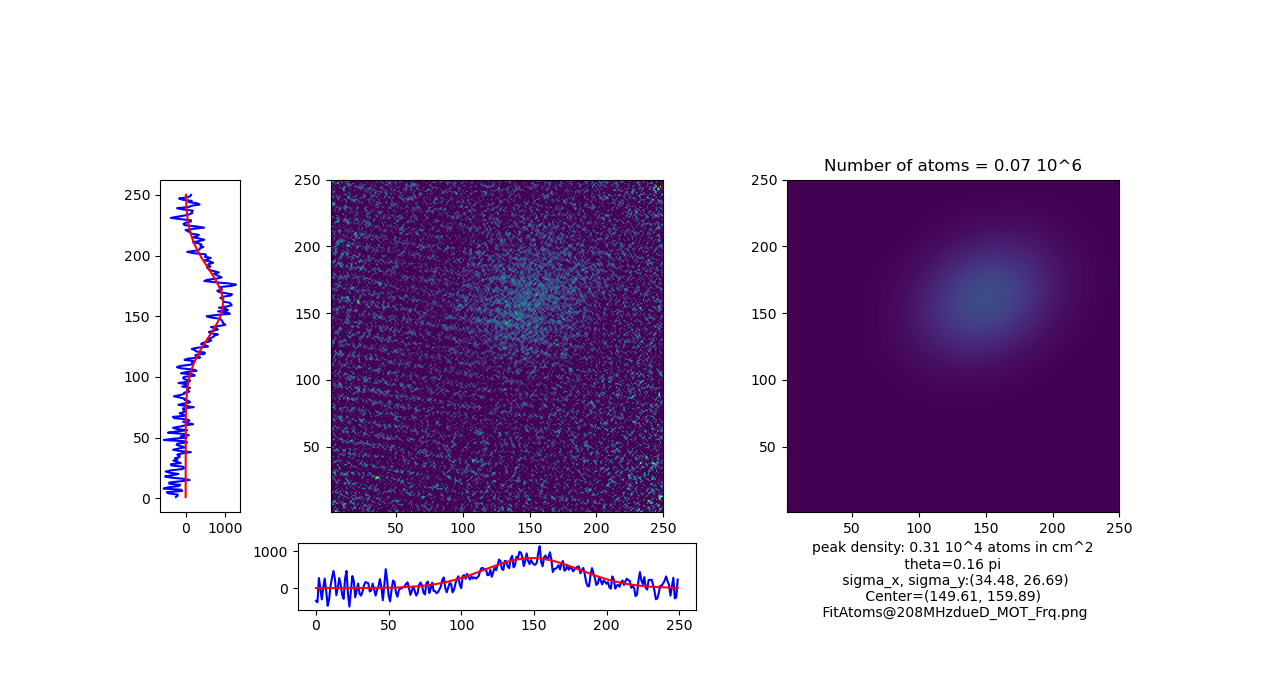 Number of atoms = 0.07 10^6
250
200
150
100
50
0
0 1000
250
200
150
100
50
50 100 150 200 250
250
200
150
100
50
50 100 150 200 250
1000
0
0 50 100 150 200 250
peak density: 0.31 10^4 atoms in cm^2
theta=0.16 pi
sigma_x, sigma_y:(34.48, 26.69)
Center=(149.61, 159.89)
FitAtoms@208MHzdueD_MOT_Frq.png